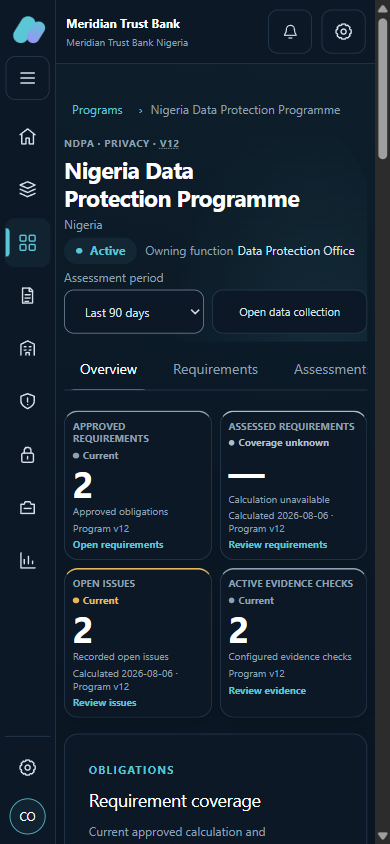 Meridian Trust Bank
Meridian Trust Bank Nigeria
Programs › Nigeria Data Protection Programme
NDPA · PRIVACY · V12
Nigeria Data
Protection Programme
Nigeria
Active Owning function Data Protection Office
Assessment period
Last 90 days
Open data collection
Overview Requirements Assessments
APPROVED
REQUIREMENTS
Current
2
Approved obligations
Program v12
Open requirements
ASSESSED REQUIREMENTS
Coverage unknown
—
Calculation unavailable
Calculated 2026-08-06 ·
Program v12
Review requirements
OPEN ISSUES
Current
2
Recorded open issues
Calculated 2026-08-06 ·
Program v12
Review issues
ACTIVE EVIDENCE CHECKS
Current
2
Configured evidence checks
Program v12
Review evidence
OBLIGATIONS
Requirement coverage
Current approved calculation and
CO